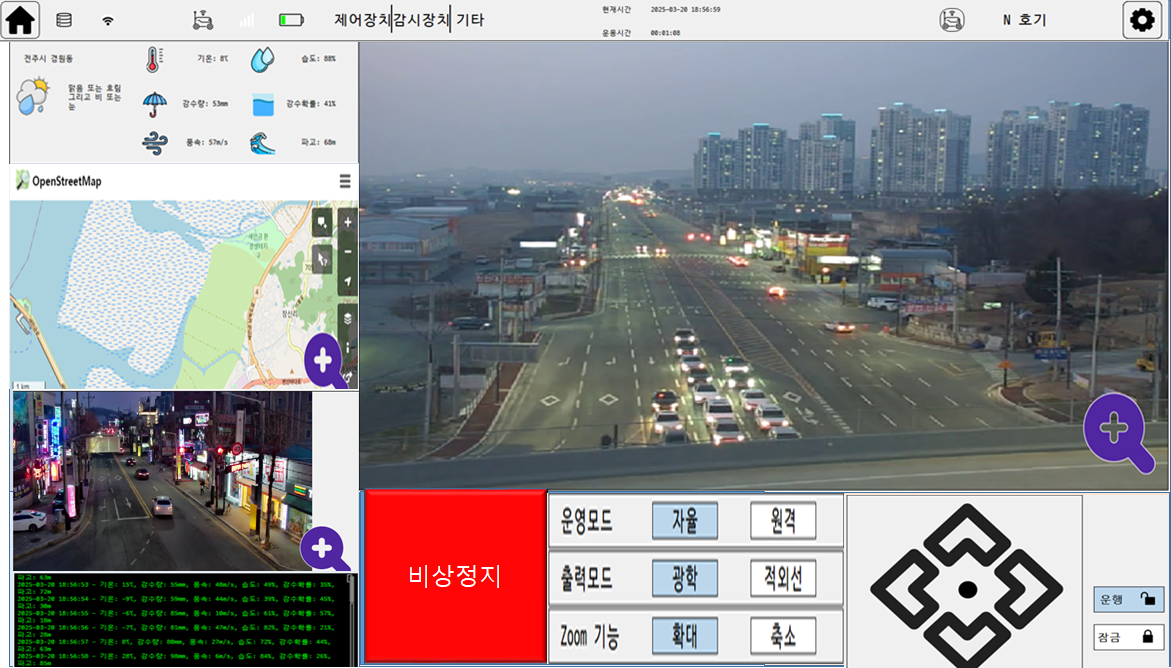 제어장치 감시장치 기타
현재시간 2025-03-20 18:56:59
운용시간 00:01:08
N 호기
전주시 경원동
기온: 8℃
습도: 88%
맑음 또는 흐림
그리고 비 또는
눈
강수량: 53mm
강수확률: 41%
풍속: 57m/s
파고: 68m
OpenStreetMap
장신리
1 km
파고: 63m
2025-03-20 18:56:53 - 기온: 15℃, 강수량: 55mm, 풍속: 48m/s, 습도: 49%, 강수확률: 35%,
파고: 72m
2025-03-20 18:56:54 - 기온: -9℃, 강수량: 59mm, 풍속: 44m/s, 습도: 39%, 강수확률: 45%,
파고: 30m
2025-03-20 18:56:55 - 기온: -6℃, 강수량: 85mm, 풍속: 10m/s, 습도: 61%, 강수확률: 57%,
파고: 18m
2025-03-20 18:56:56 - 기온: -7℃, 강수량: 81mm, 풍속: 47m/s, 습도: 82%, 강수확률: 21%,
파고: 28m
2025-03-20 18:56:57 - 기온: 8℃, 강수량: 80mm, 풍속: 27m/s, 습도: 72%, 강수확률: 44%,
파고: 63m
2025-03-20 18:56:58 - 기온: 28℃, 강수량: 98mm, 풍속: 6m/s, 습도: 84%, 강수확률: 26%,
파고: 85m
비상정지
운영모드 자율 원격
출력모드 광학 적외선
Zoom 기능 확대 축소
운행
잠금